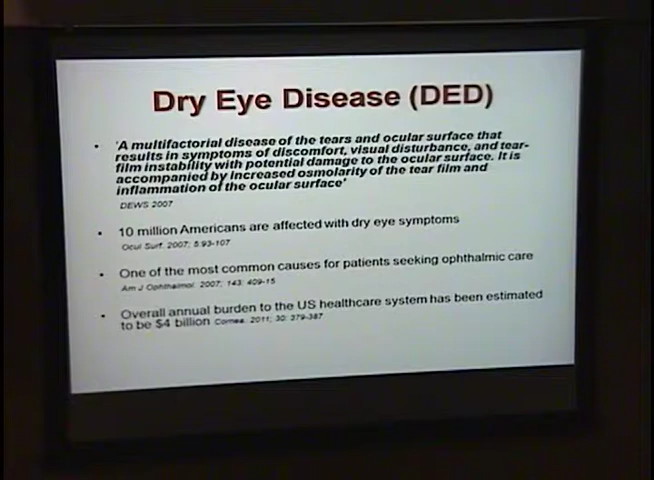 Dry Eye Disease (DED)
• 'A multifactorial disease of the tears and ocular surface that
results in symptoms of discomfort, visual disturbance, and tear-
film instability with potential damage to the ocular surface. It is
accompanied by increased osmolarity of the tear film and
inflammation of the ocular surface'
DEWS 2007
• 10 million Americans are affected with dry eye symptoms
Ocul Surf. 2007; 5:93-107
• One of the most common causes for patients seeking ophthalmic care
Am J Ophthalmol. 2007; 143: 409-15
• Overall annual burden to the US healthcare system has been estimated
to be $4 billion Cornea. 2011; 30: 379-387